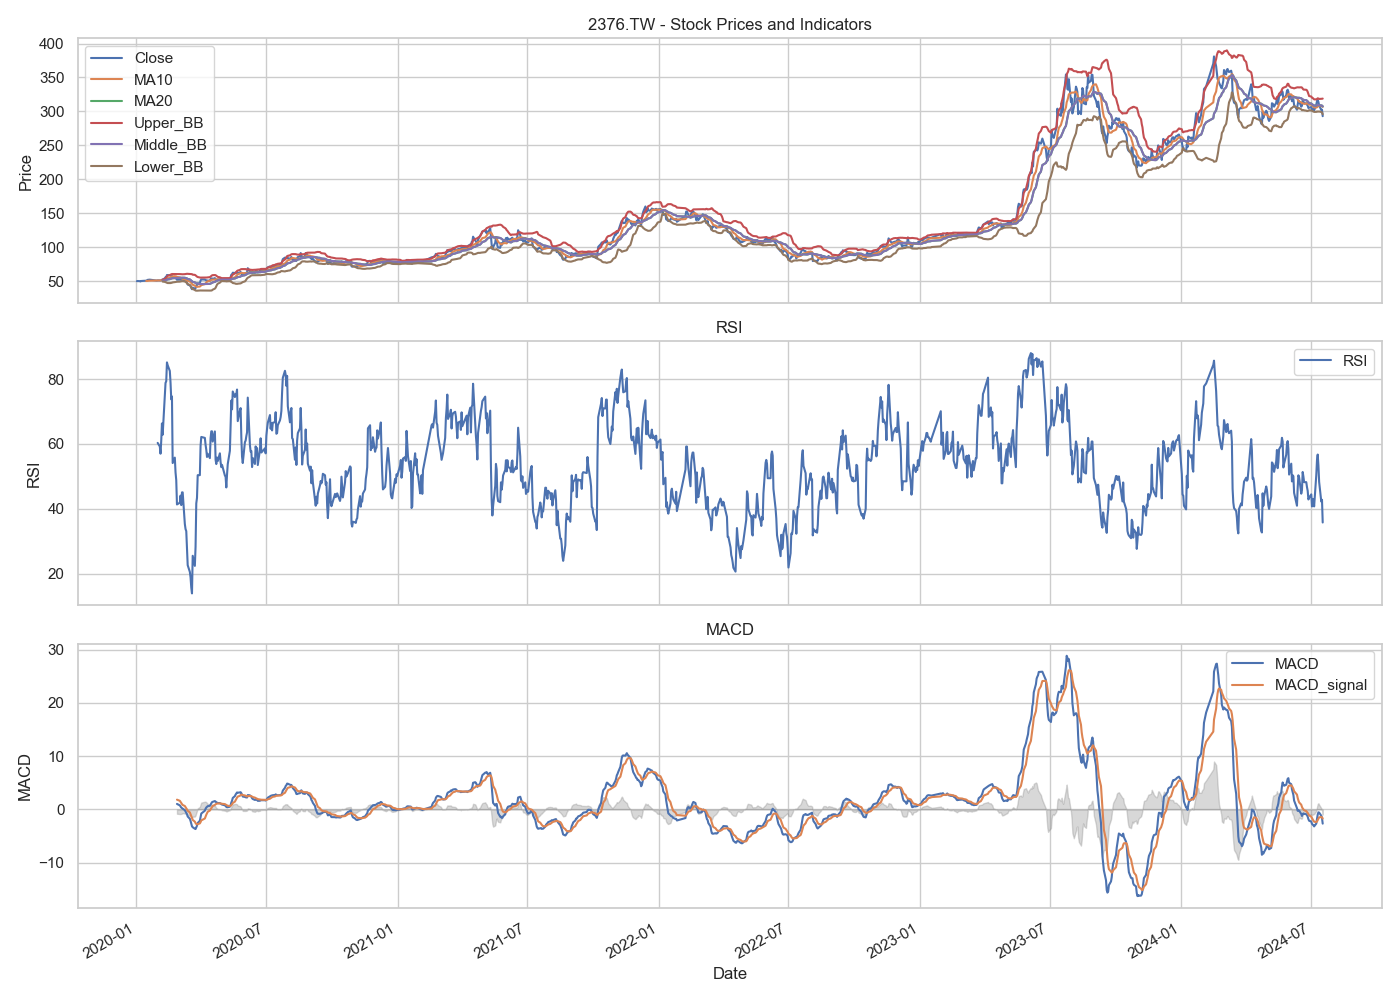 2376.TW - Stock Prices and Indicators
400
350
300
250
200
150
100
50
Price
Close
MA10
MA20
Upper_BB
Middle_BB
Lower_BB
RSI
80
60
40
20
RSI
RSI
MACD
30
20
10
0
−10
MACD
MACD
MACD_signal
2020-01
2020-07
2021-01
2021-07
2022-01
2022-07
2023-01
2023-07
2024-01
2024-07
Date